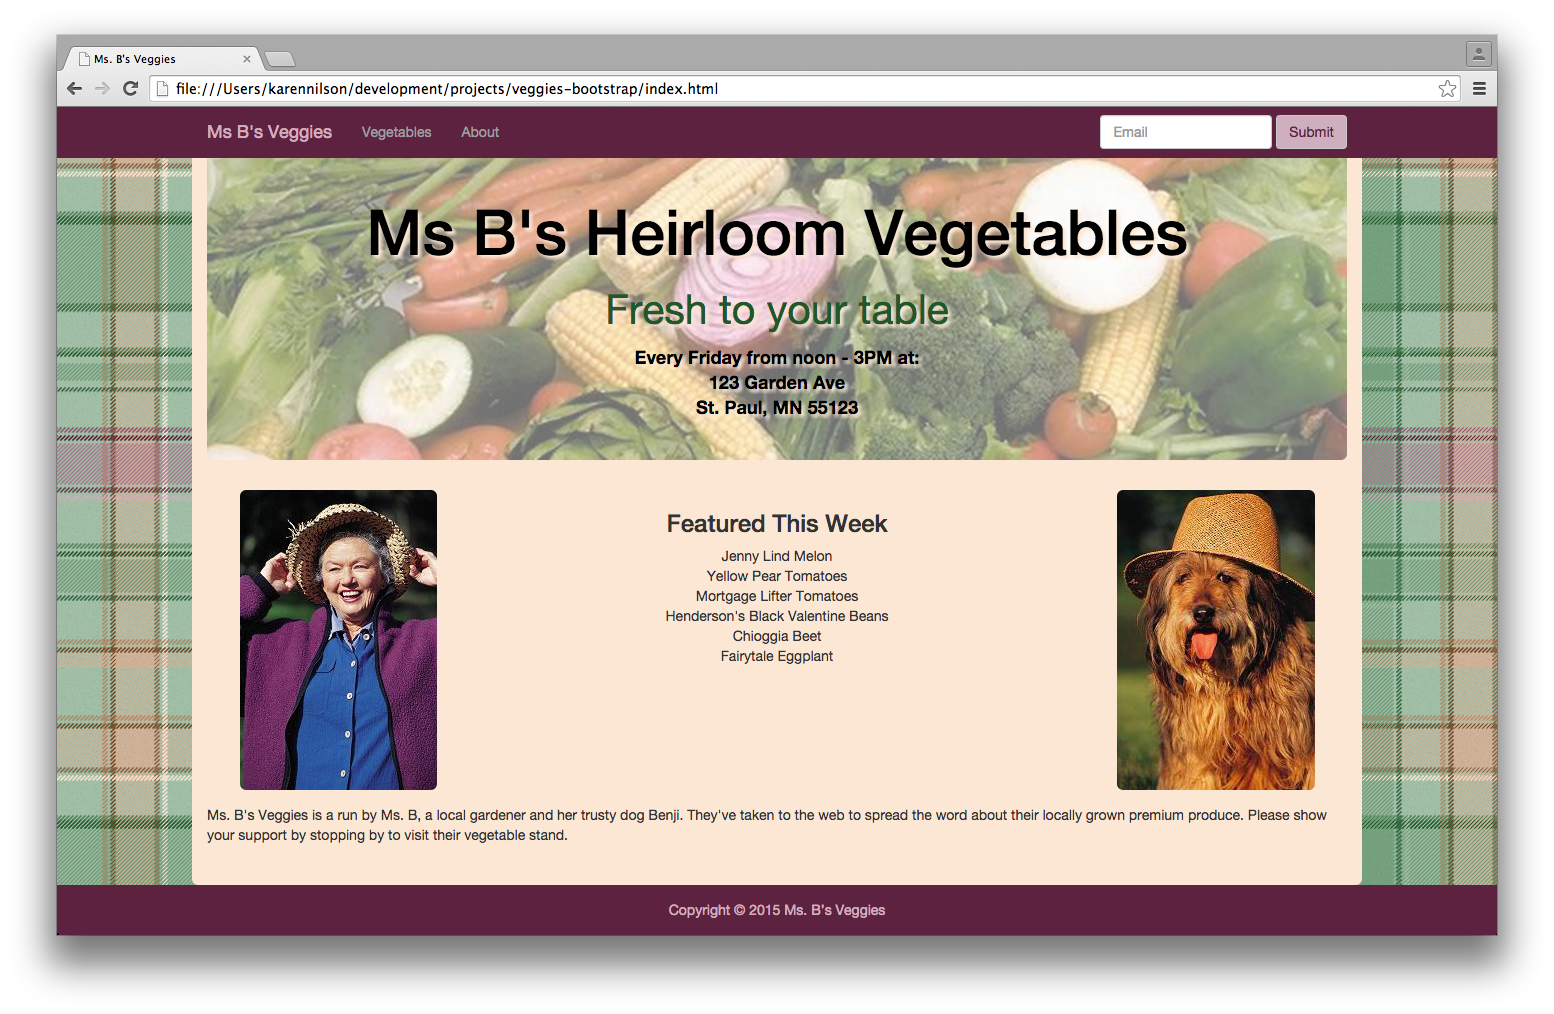 Ms. B's Veggies
file:///Users/karennilson/development/projects/veggies-bootstrap/index.html
Ms B's Veggies Vegetables About Email Submit
Ms B's Heirloom Vegetables
Fresh to your table
Every Friday from noon - 3PM at:
123 Garden Ave
St. Paul, MN 55123
Featured This Week
Jenny Lind Melon
Yellow Pear Tomatoes
Mortgage Lifter Tomatoes
Henderson's Black Valentine Beans
Chioggia Beet
Fairytale Eggplant
Ms. B's Veggies is a run by Ms. B, a local gardener and her trusty dog Benji. They've taken to the web to spread the word about their locally grown premium produce. Please show
your support by stopping by to visit their vegetable stand.
Copyright © 2015 Ms. B's Veggies